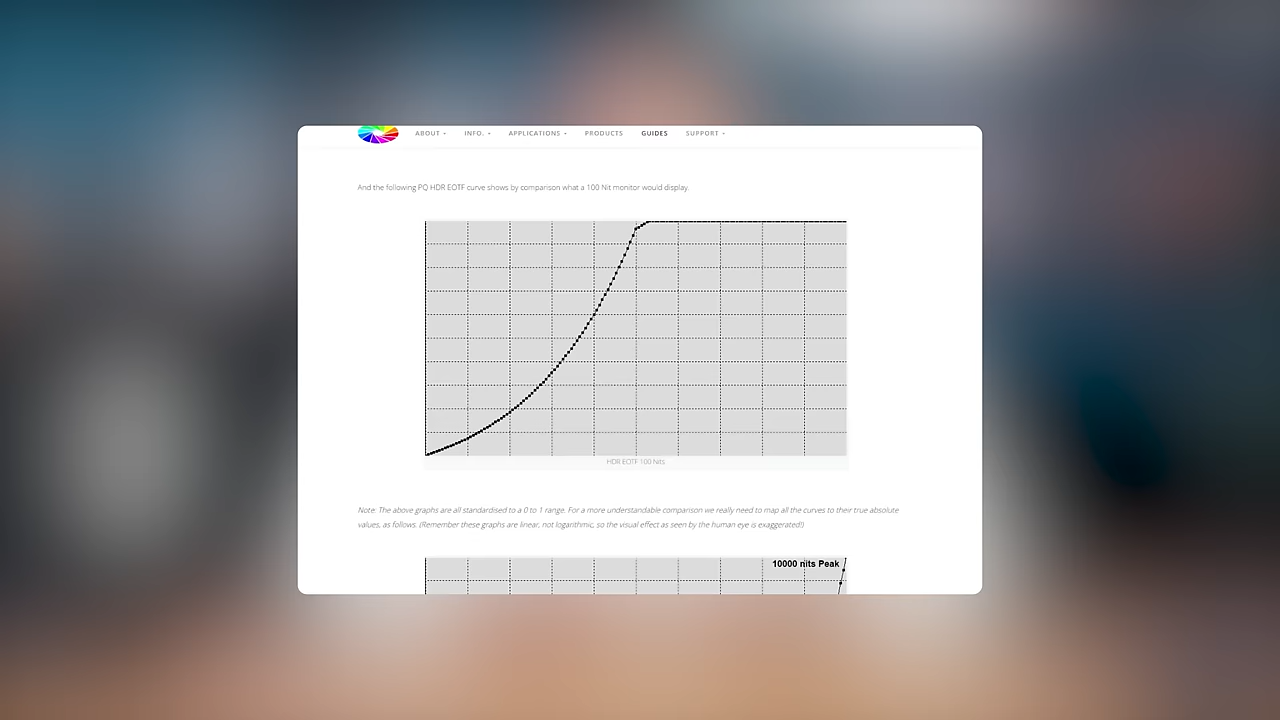 ABOUT INFO. APPLICATIONS PRODUCTS GUIDES SUPPORT
And the following PQ HDR EOTF curve shows by comparison what a 100 Nit monitor would display.
HDR EOTF 100 Nits
Note: The above graphs are all standardised to a 0 to 1 range. For a more understandable comparison we really need to map all the curves to their true absolute
values, as follows. (Remember these graphs are linear, not logarithmic, so the visual effect as seen by the human eye is exaggerated!)
10000 nits Peak